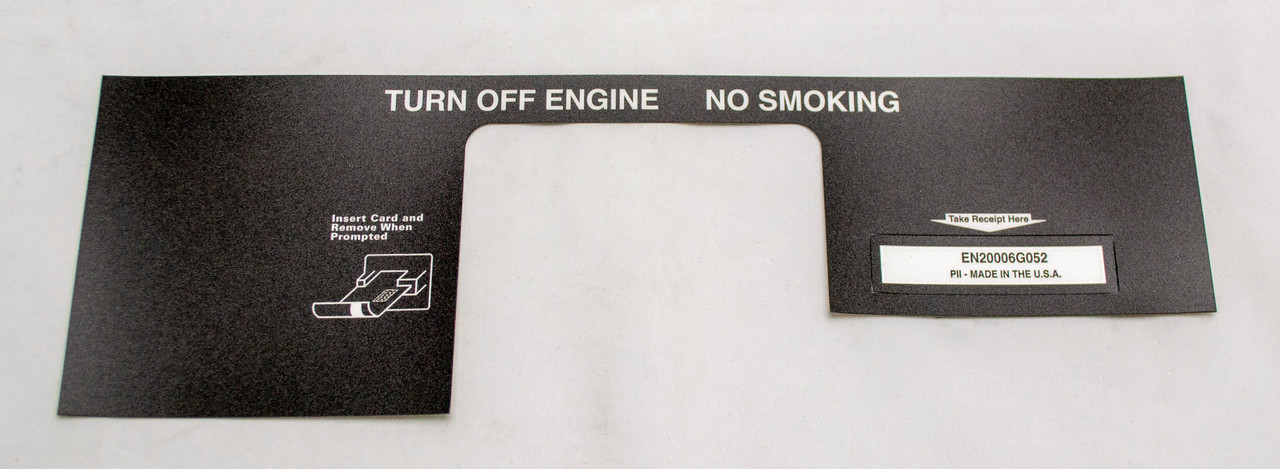 TURN OFF ENGINE NO SMOKING
Insert Card and
Remove When
Prompted
Take Receipt Here
EN20006G052
PII - MADE IN THE U.S.A.